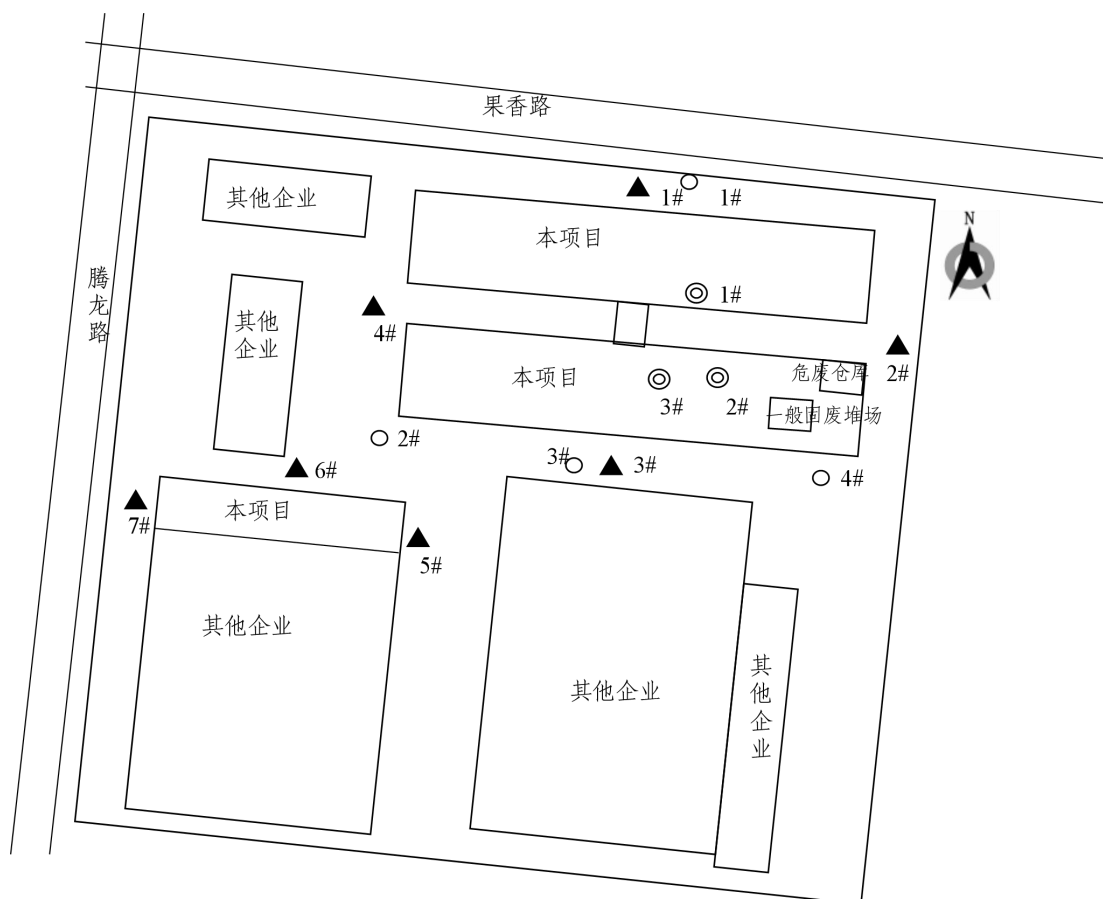 果香路
其他企业
1#
1#
N
本项目
腾龙路
1#
其他
企业
4#
2#
危废仓库
本项目
3#
2#
一般固废堆场
2#
3#
3#
6#
4#
本项目
7#
5#
其他企业
其他企业
其他企业